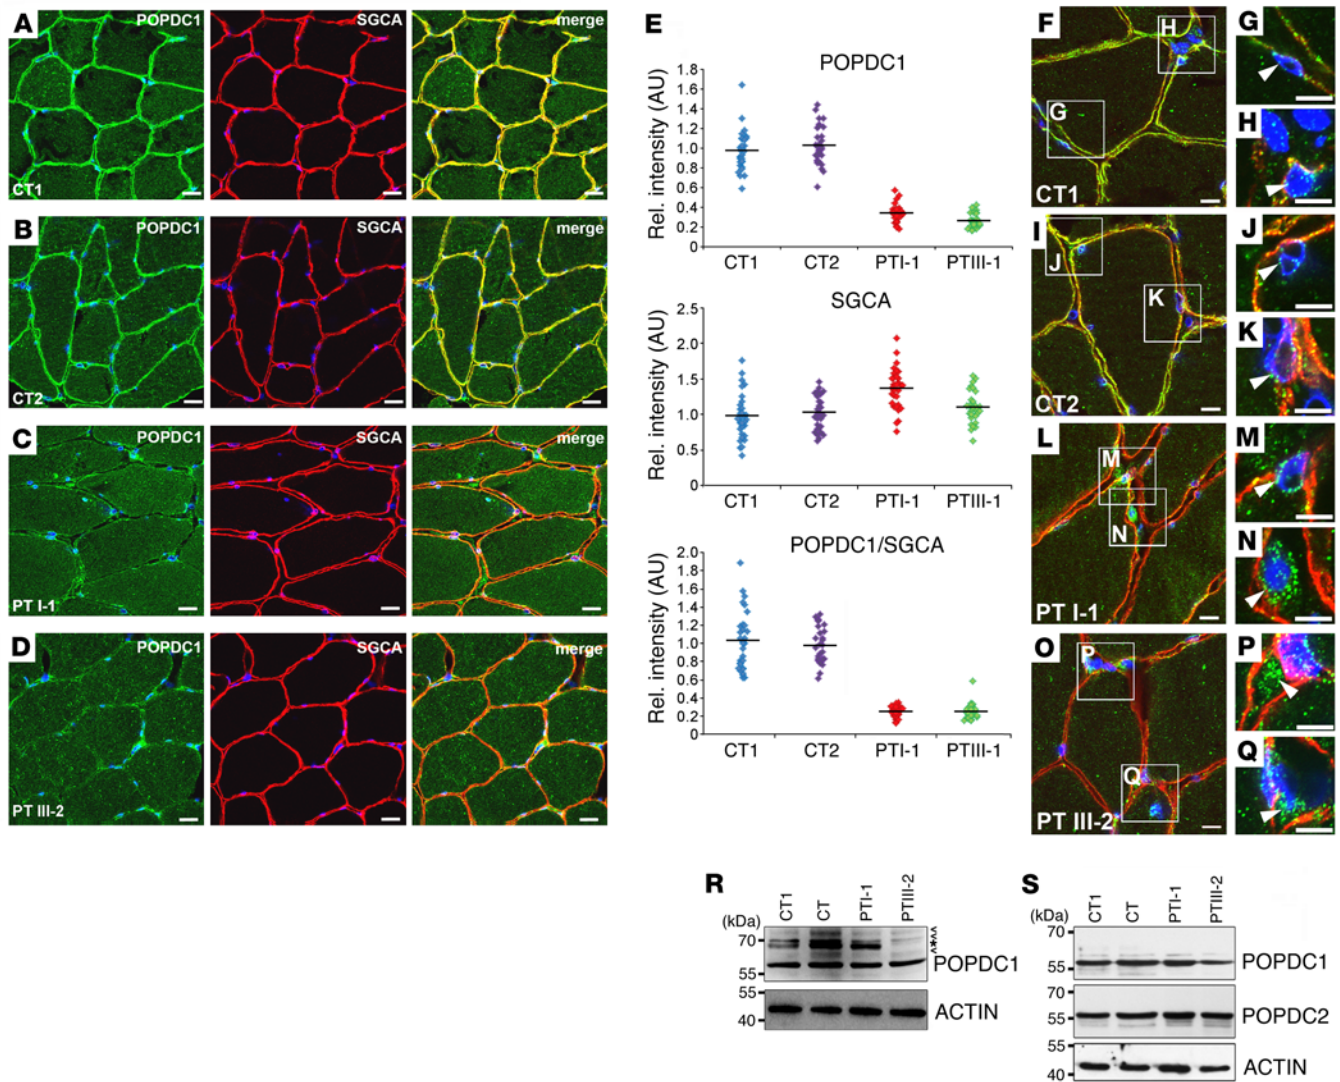 A POPDC1 SGCA merge
CT1
B POPDC1 SGCA merge
CT2
C POPDC1 SGCA merge
PT I-1
D POPDC1 SGCA merge
PT III-2
E
POPDC1
Rel. intensity (AU)
1.8
1.6
1.4
1.2
1.0
0.8
0.6
0.4
0.2
0
CT1 CT2 PTI-1 PTIII-1
SGCA
Rel. intensity (AU)
2.5
2.0
1.5
1.0
0.5
0
CT1 CT2 PTI-1 PTIII-1
POPDC1/SGCA
Rel. intensity (AU)
2.0
1.8
1.6
1.4
1.2
1.0
0.8
0.6
0.4
0.2
0
CT1 CT2 PTI-1 PTIII-1
F H
G
CT1
G
H
I
J
K
CT2
J
K
L
M
N
PT I-1
M
N
O
P
Q
PT III-2
P
Q
R
(kDa) CT1 CT PTI-1 PTIII-2
70
55 POPDC1
55
40 ACTIN
S
(kDa) CT1 CT PTI-1 PTIII-2
70
55 POPDC1
70
55 POPDC2
55
40 ACTIN